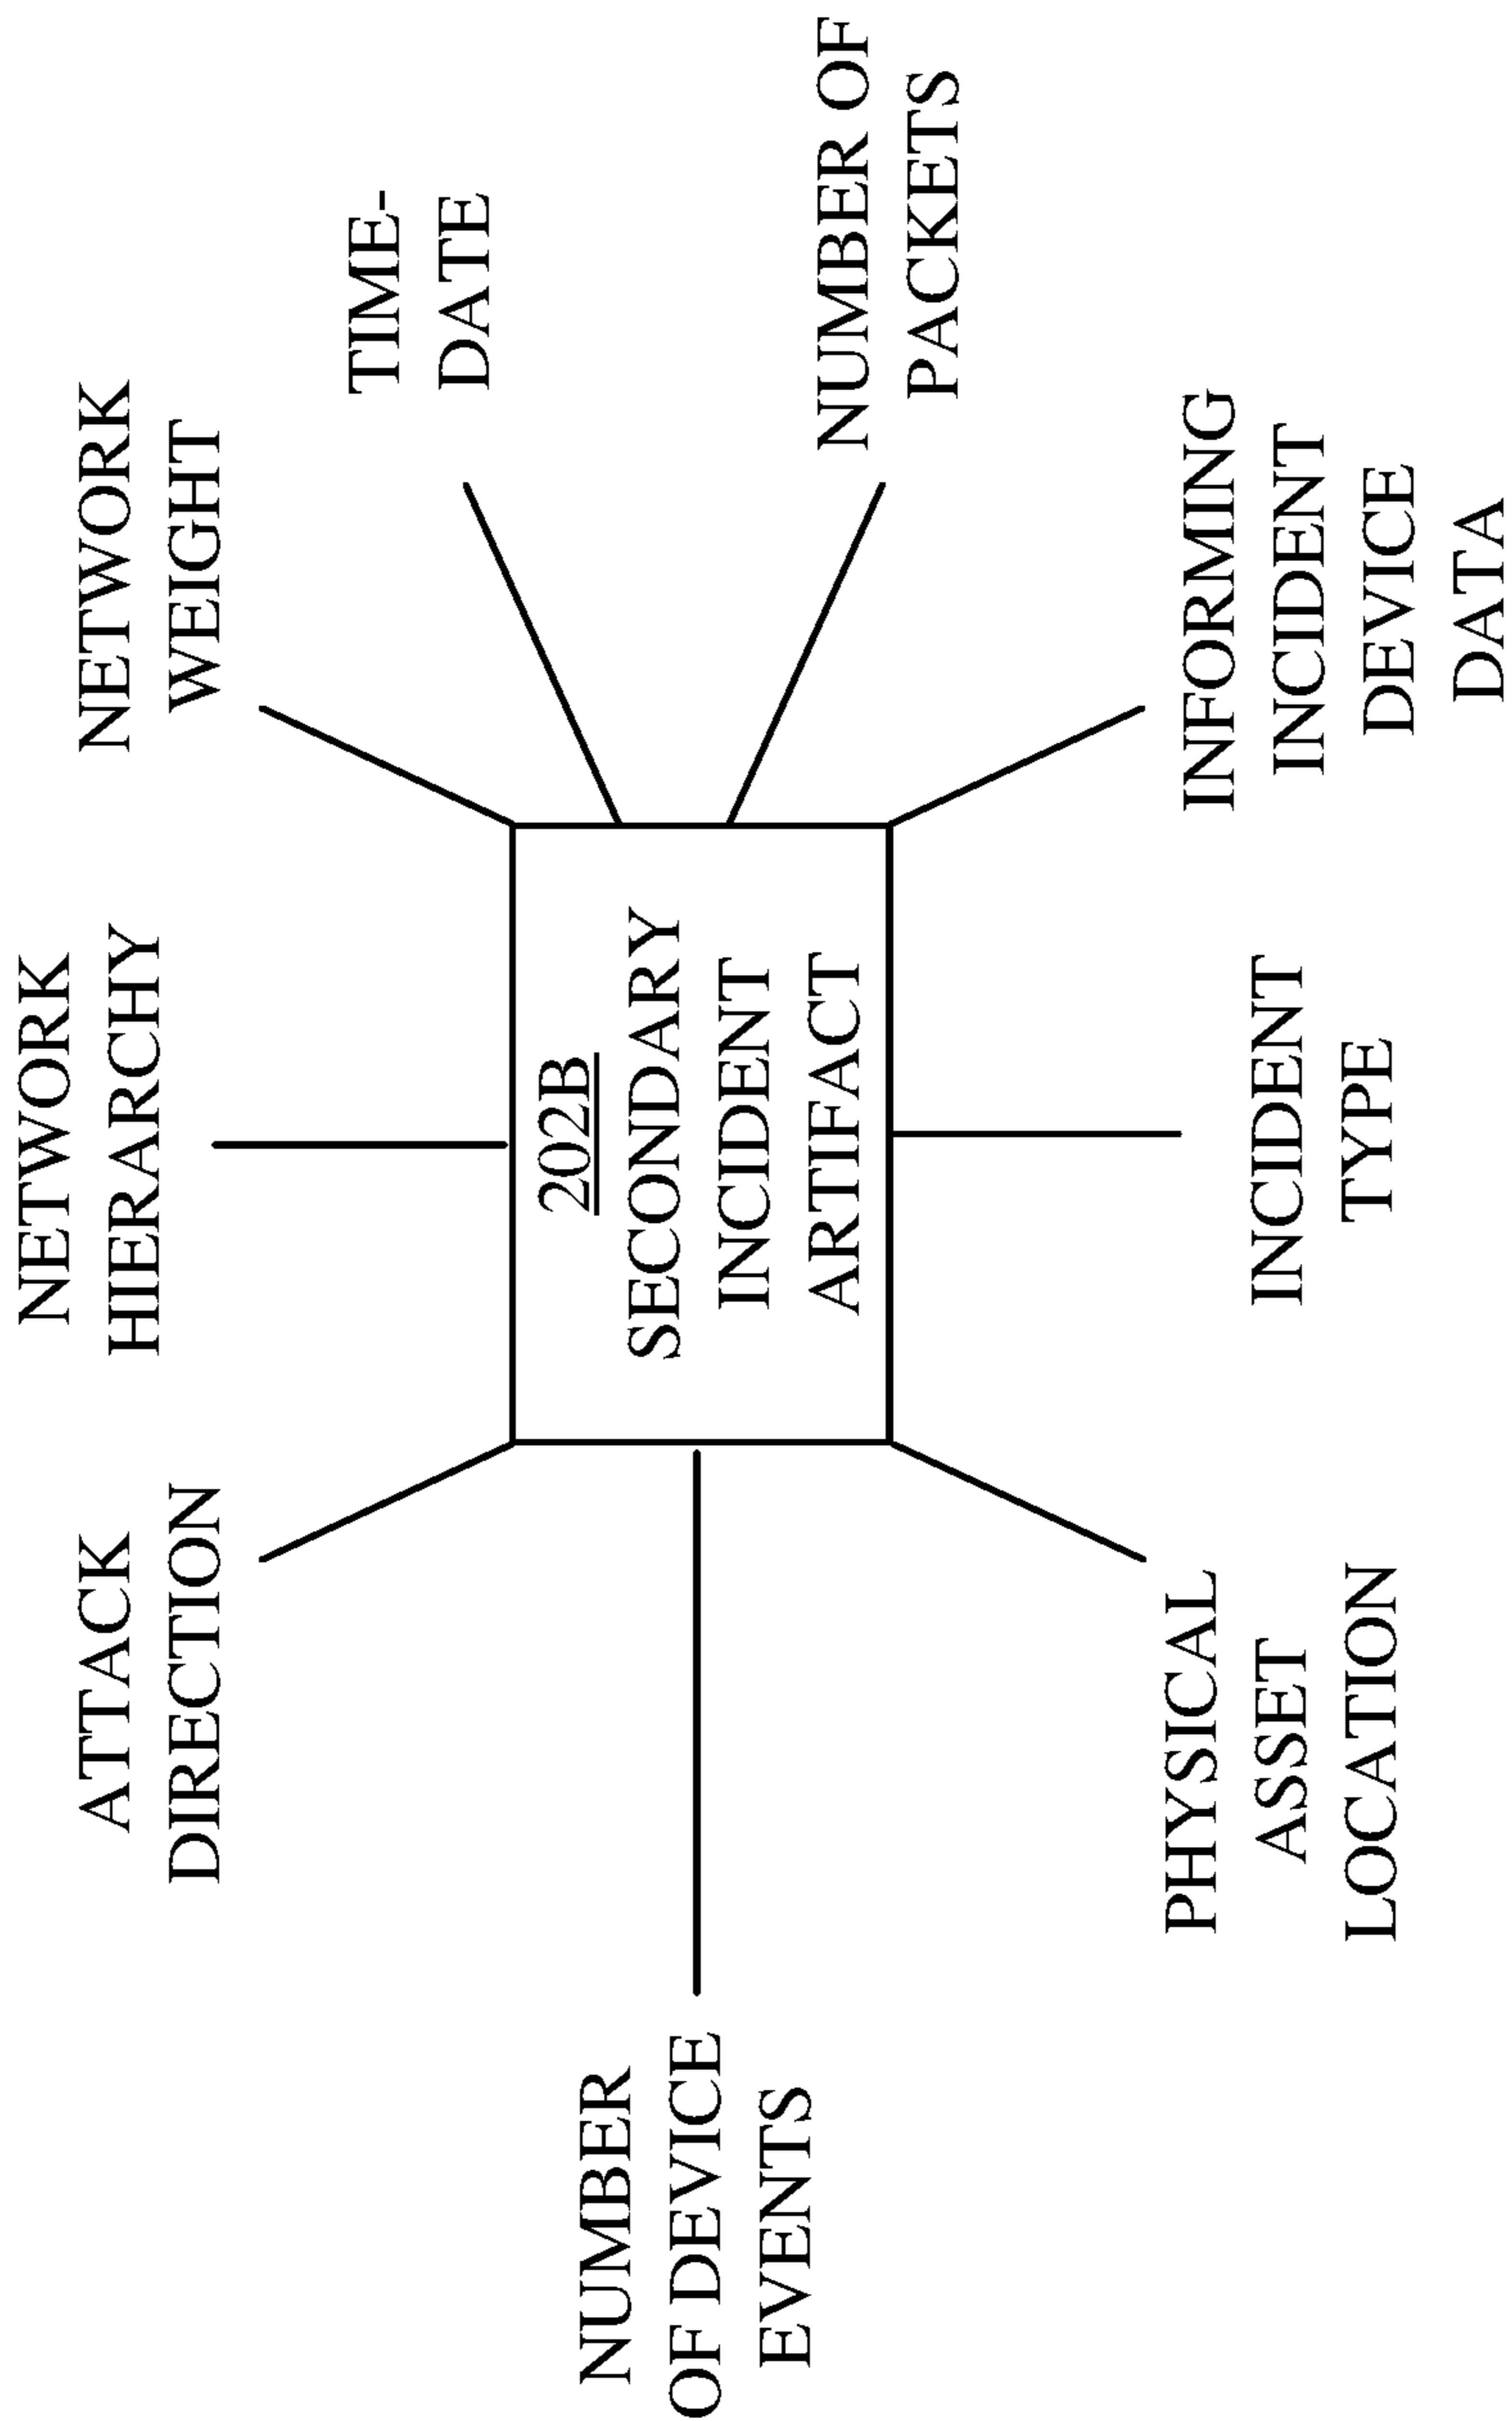 ATTACK
DIRECTION
NETWORK
HIERARCHY
NETWORK
WEIGHT
TIME-
DATE
NUMBER
OF DEVICE
EVENTS
202B
SECONDARY
INCIDENT
ARTIFACT
NUMBER OF
PACKETS
PHYSICAL
ASSET
LOCATION
INCIDENT
TYPE
INFORMING
INCIDENT
DEVICE
DATA